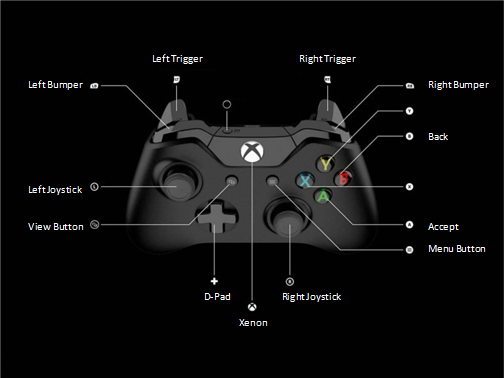 Left Trigger
Right Trigger
Left Bumper
Right Bumper
Y
Back
X
B
Left Joystick
A
Accept
View Button
Menu Button
D-Pad
Right Joystick
Xenon